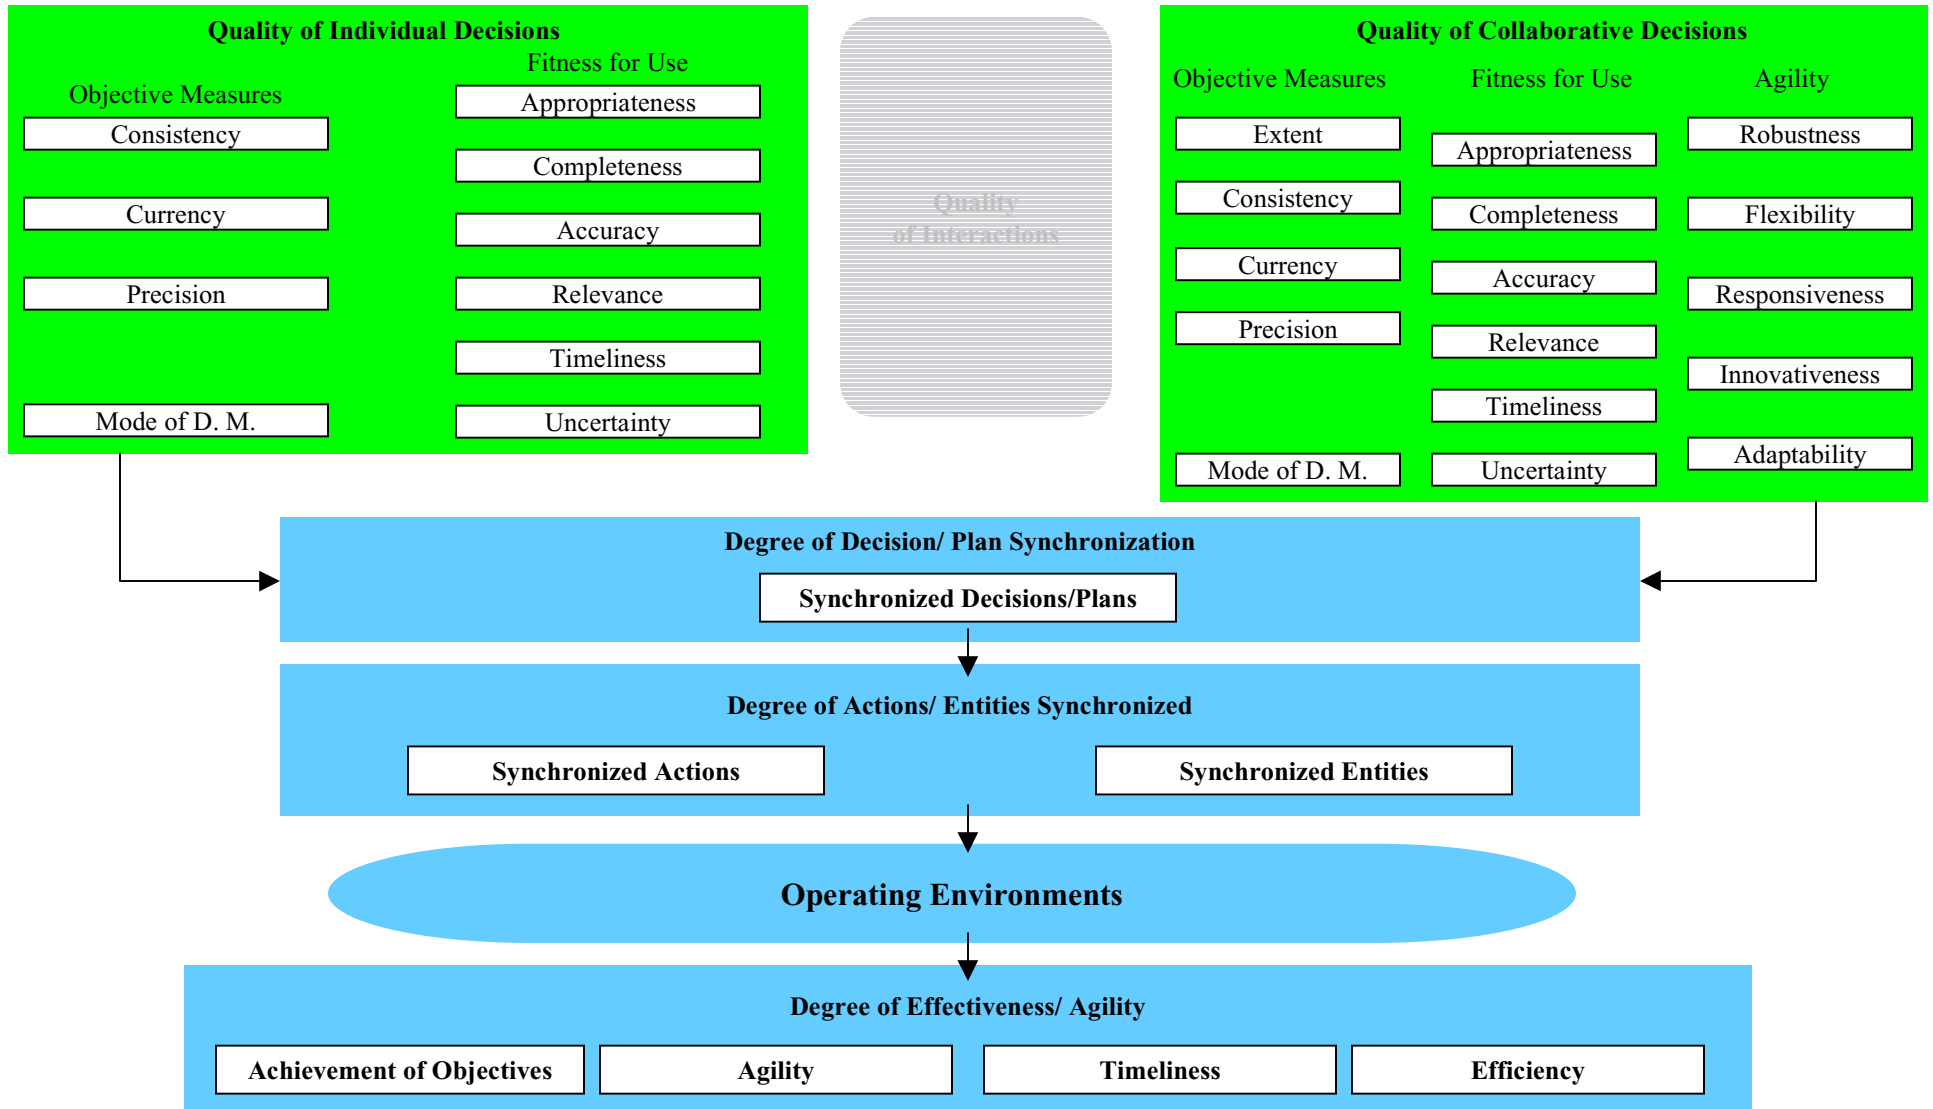 Quality of Individual Decisions
Objective Measures
Consistency
Currency
Precision
Mode of D. M.
Fitness for Use
Appropriateness
Completeness
Accuracy
Relevance
Timeliness
Uncertainty
Quality
of Interactions
Quality of Collaborative Decisions
Objective Measures
Extent
Consistency
Currency
Precision
Mode of D. M.
Fitness for Use
Appropriateness
Completeness
Accuracy
Relevance
Timeliness
Uncertainty
Agility
Robustness
Flexibility
Responsiveness
Innovativeness
Adaptability
Degree of Decision/ Plan Synchronization
Synchronized Decisions/Plans
Degree of Actions/ Entities Synchronized
Synchronized Actions
Synchronized Entities
Operating Environments
Degree of Effectiveness/ Agility
Achievement of Objectives
Agility
Timeliness
Efficiency